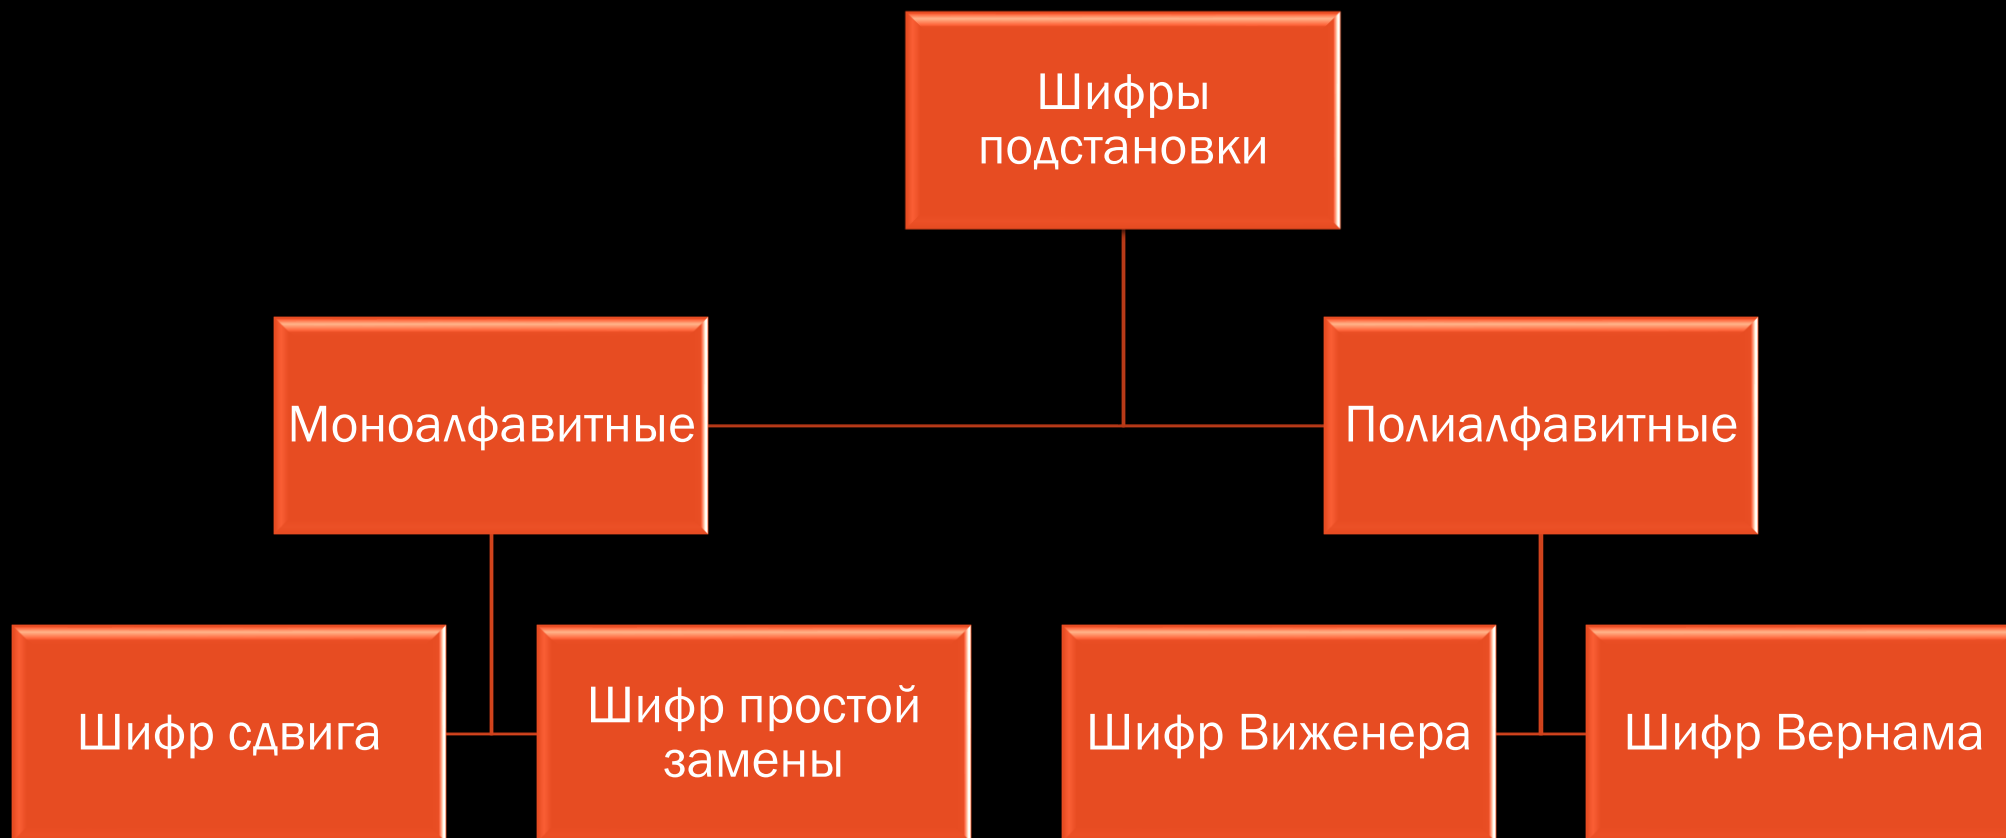 Шифры
подстановки
Моноалфавитные
Полиалфавитные
Шифр сдвига
Шифр простой
замены
Шифр Виженера
Шифр Вернама